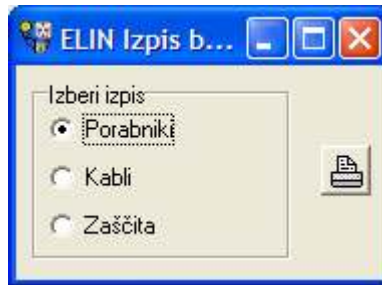 ELIN Izpis b...
Izberi izpis
Porabniki
Kabli
Zaščita